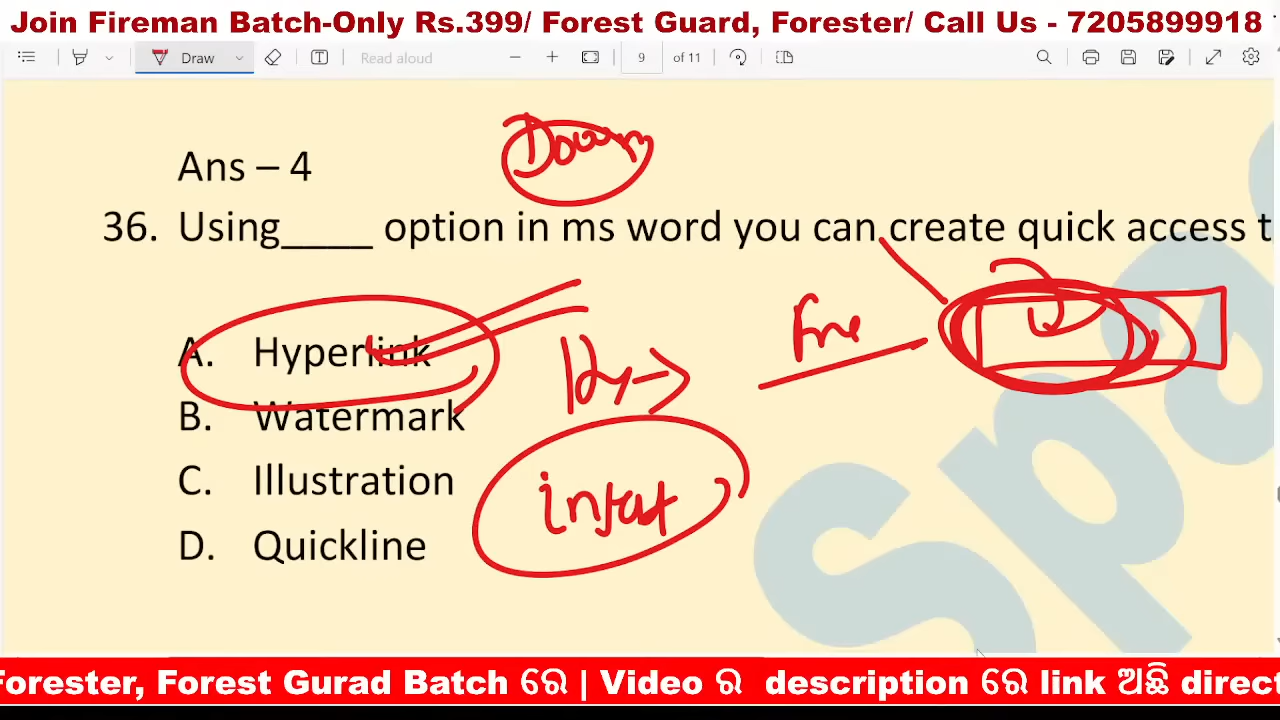 Join Fireman Batch-Only Rs.399/ Forest Guard, Forester/ Call Us - 7205899918
Draw Read aloud 9 of 11
Down
Ans – 4
36. Using____ option in ms word you can create quick access t
A. Hyperlink
B. Watermark
C. Illustration
D. Quickline
Forester, Forest Gurad Batch ରେ | Video ର description ରେ link ଅଛି direct